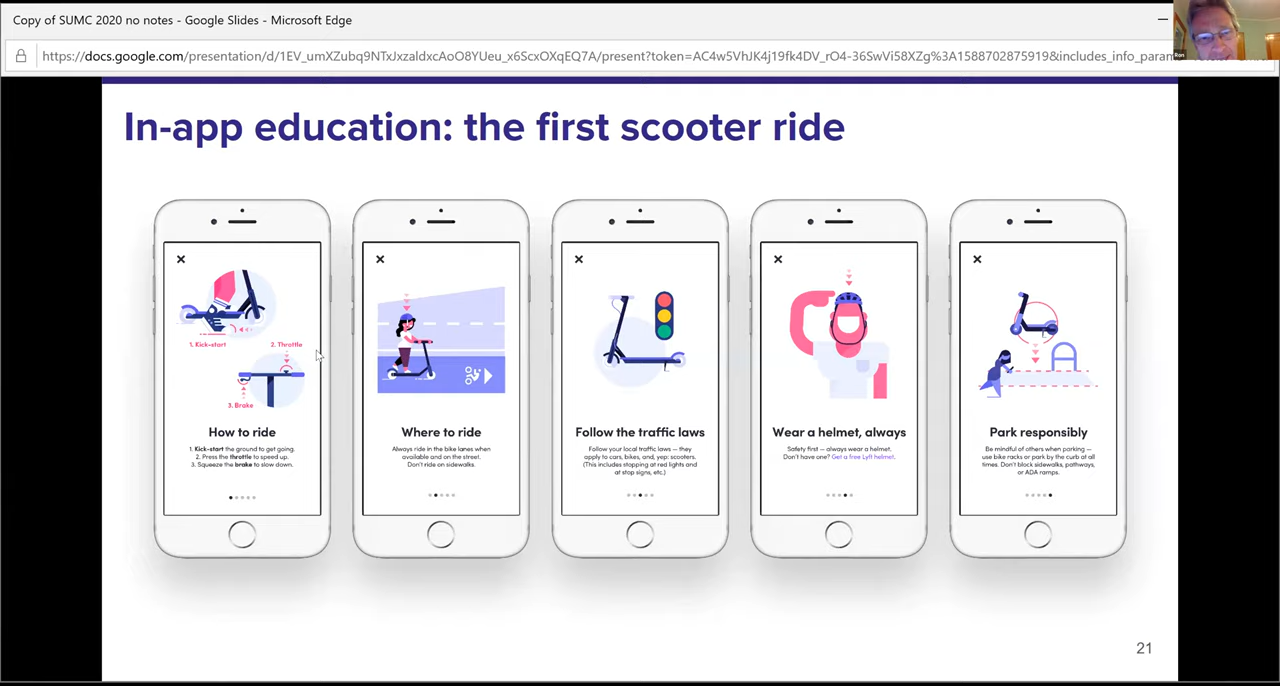 Copy of SUMC 2020 no notes - Google Slides - Microsoft Edge
https://docs.google.com/presentation/d/1EV_umXZubq9NTxJxzaldxcAoO8YUeu_x6ScxOXqEQ7A/present?token=AC4w5VhJK4j19fk4DV_rO4-36SwVi58XZg%3A1588702875919&includes_info_param
Ron
In-app education: the first scooter ride
1. Kick-start
2. Throttle
3. Brake
How to ride
1. Kick-start the ground to get going.
2. Press the throttle to speed up.
3. Squeeze the brake to slow down.
Where to ride
Always ride in the bike lanes when
available and on the street.
Don't ride on sidewalks.
Follow the traffic laws
Follow your local traffic laws — they
apply to cars, bikes, and, yep: scooters.
(This includes stopping at red lights and
at stop signs, etc.)
Wear a helmet, always
Safety first — always wear a helmet.
Don't have one? Get a free Lyft helmet.
Park responsibly
Be mindful of others when parking —
use bike racks or park by the curb at all
times. Don't block sidewalks, pathways,
or ADA ramps.
21